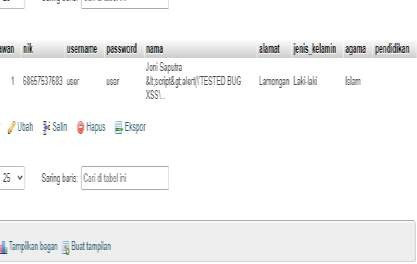 Saring baris: Cari di tabel ini
awan nik username password nama alamat jenis_kelamin agama pendidikan
1 68657537683 user user Joni Saputra Lamongan Laki-laki Islam
&lt;script&gt;alert(\'TESTED BUG
XSS\'...
Ubah Salin Hapus Ekspor
25 Saring baris: Cari di tabel ini
Tampilkan bagan Buat tampilan